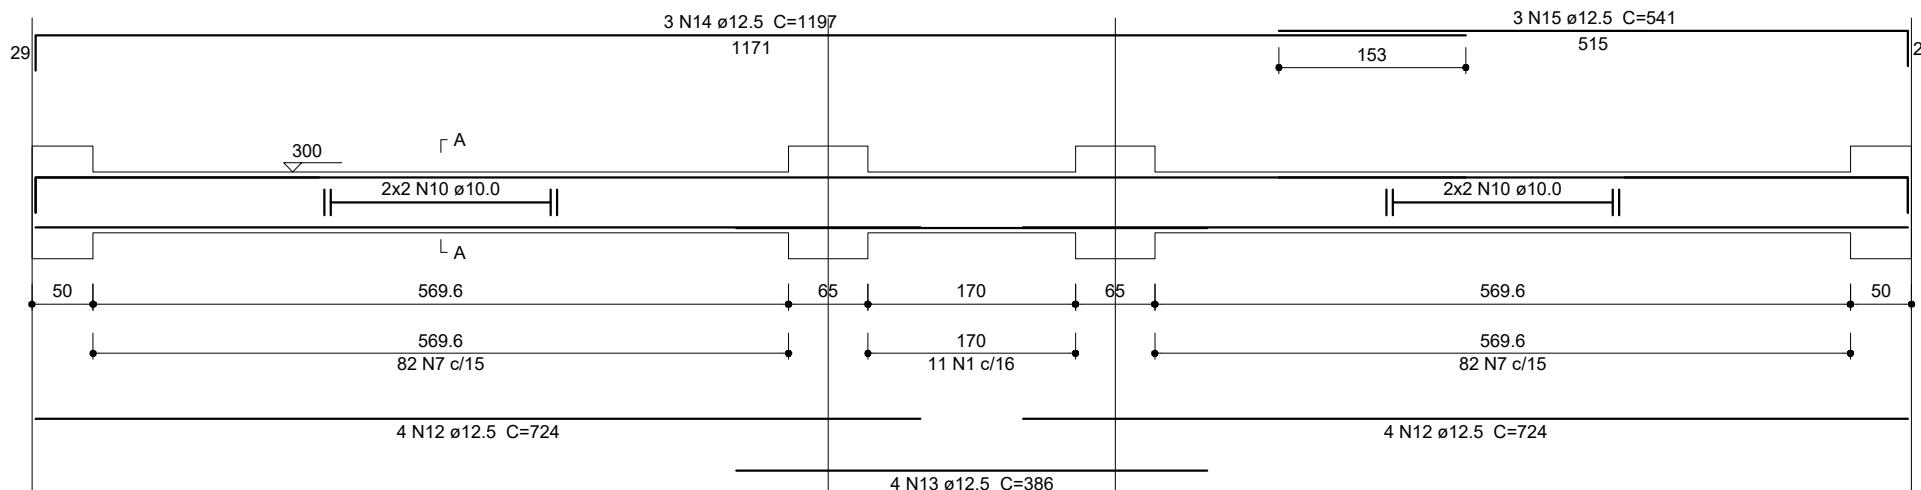 3 N14 ø12.5 C=1197
3 N15 ø12.5 C=541
29
1171
153
515
2
A
300
2x2 N10 ø10.0
2x2 N10 ø10.0
A
50
569.6
65
170
65
569.6
50
569.6
170
569.6
82 N7 c/15
11 N1 c/16
82 N7 c/15
4 N12 ø12.5 C=724
4 N12 ø12.5 C=724
4 N13 ø12.5 C=386